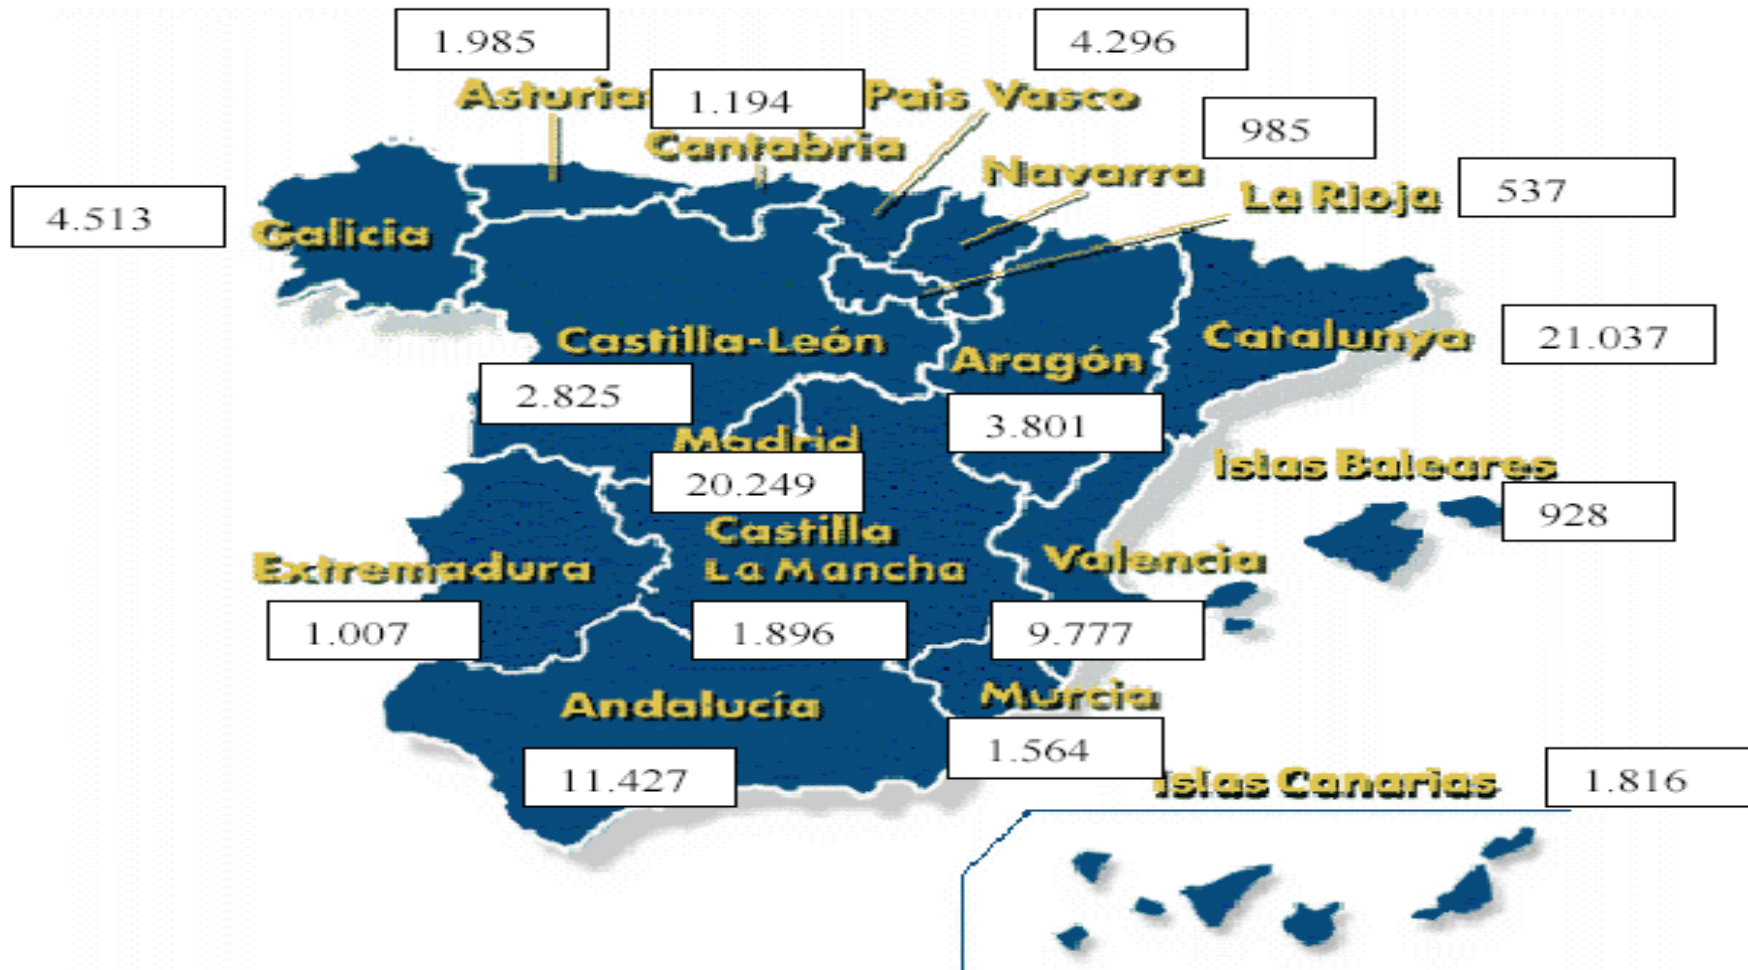 1.985
4.296
Asturias
1.194
Pais Vasco
985
Cantabria
Navarra
La Rioja
537
4.513
Galicia
Castilla-León
Aragón
Catalunya
21.037
2.825
3.801
Madrid
20.249
Islas Baleares
928
Castilla
La Mancha
Extremadura
Valencia
1.007
1.896
9.777
Andalucía
Murcia
11.427
1.564
Islas Canarias
1.816